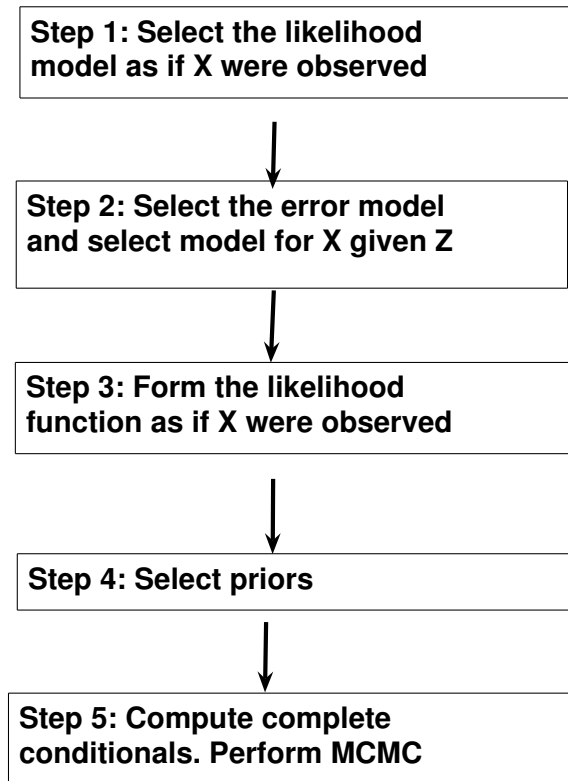 Step 1: Select the likelihood
model as if X were observed
Step 2: Select the error model
and select model for X given Z
Step 3: Form the likelihood
function as if X were observed
Step 4: Select priors
Step 5: Compute complete
conditionals. Perform MCMC